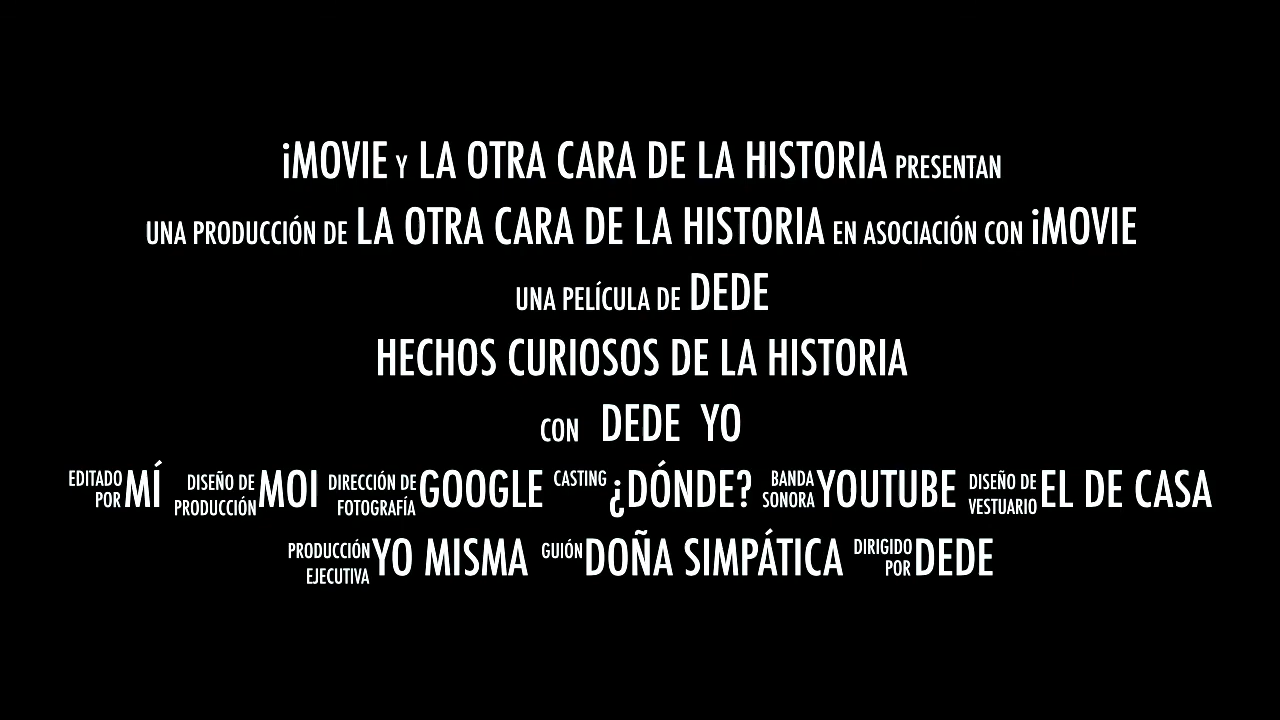 iMOVIE Y LA OTRA CARA DE LA HISTORIA PRESENTAN
UNA PRODUCCIÓN DE LA OTRA CARA DE LA HISTORIA EN ASOCIACIÓN CON iMOVIE
UNA PELÍCULA DE DEDE
HECHOS CURIOSOS DE LA HISTORIA
CON DEDE YO
EDITADO POR MÍ DISEÑO DE PRODUCCIÓN MOI DIRECCIÓN DE FOTOGRAFÍA GOOGLE CASTING ¿DÓNDE? BANDA SONORA YOUTUBE DISEÑO DE VESTUARIO EL DE CASA
PRODUCCIÓN EJECUTIVA YO MISMA GUIÓN DOÑA SIMPÁTICA DIRIGIDO POR DEDE